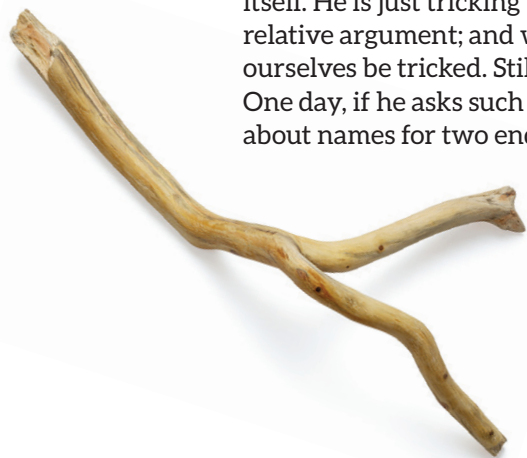 itself. He is just tricking
relative argument; and
ourselves be tricked.
One day, if he asks such
about names for two